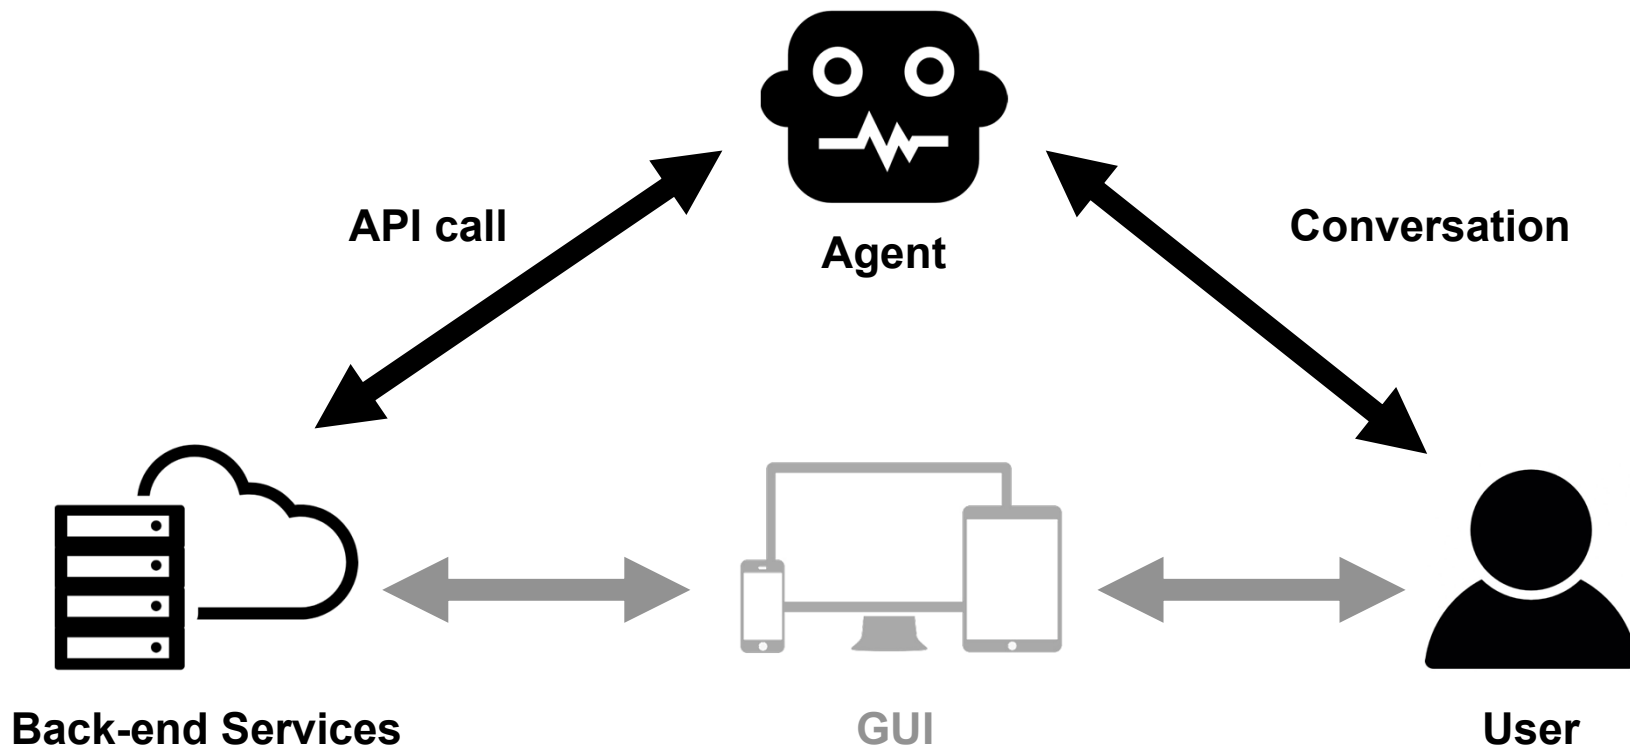 API call
Conversation
Agent
Back-end Services
GUI
User